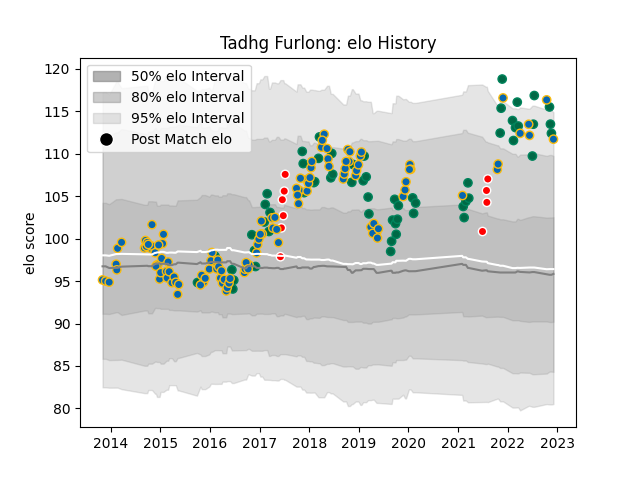 Tadhg Furlong: elo History
50% elo Interval
80% elo Interval
95% elo Interval
Post Match elo
elo score
120
115
110
105
100
95
90
85
80
2014 2015 2016 2017 2018 2019 2020 2021 2022 2023